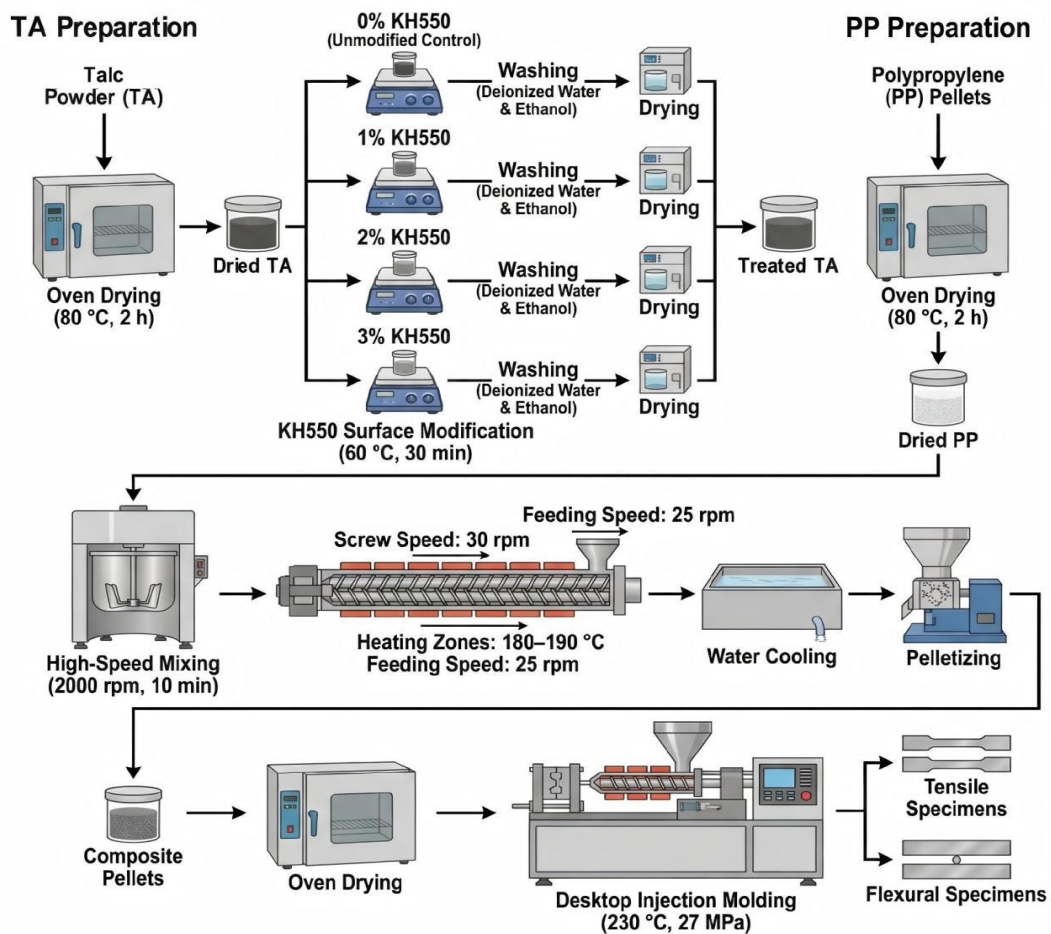 TA Preparation
0% KH550
(Unmodified Control)
PP Preparation
Talc
Powder (TA)
Washing
(Deionized Water
& Ethanol)
Drying
Polypropylene
(PP) Pellets
1% KH550
Washing
(Deionized Water
& Ethanol)
Drying
Dried TA
2% KH550
Washing
(Deionized Water
& Ethanol)
Drying
Treated TA
Oven Drying
(80 °C, 2 h)
Oven Drying
(80 °C, 2 h)
3% KH550
Washing
(Deionized Water
& Ethanol)
Drying
KH550 Surface Modification
(60 °C, 30 min)
Dried PP
Feeding Speed: 25 rpm
Screw Speed: 30 rpm
Heating Zones: 180–190 °C
Feeding Speed: 25 rpm
High-Speed Mixing
(2000 rpm, 10 min)
Water Cooling
Pelletizing
Composite
Pellets
Oven Drying
Desktop Injection Molding
(230 °C, 27 MPa)
Tensile
Specimens
Flexural Specimens